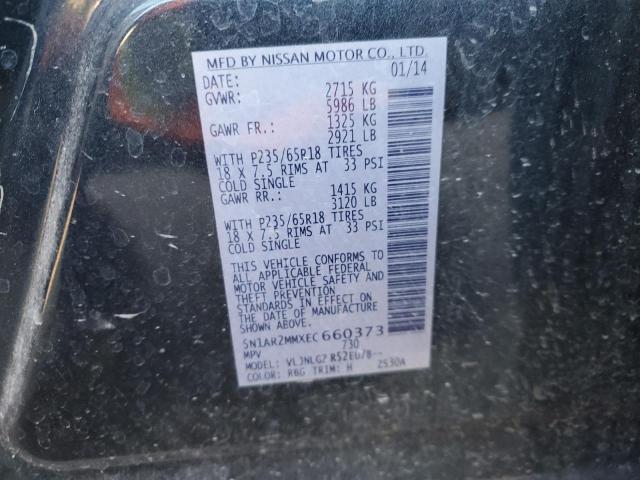 MFD BY NISSAN MOTOR CO., LTD.
DATE: 01/14
GVWR: 2715 KG
5986 LB
GAWR FR.: 1325 KG
2921 LB
WITH P235/65R18 TIRES
18 X 7.5 RIMS AT 33 PSI
COLD SINGLE
GAWR RR.: 1415 KG
3120 LB
WITH P235/65R18 TIRES
18 X 7.5 RIMS AT 33 PSI
COLD SINGLE
THIS VEHICLE CONFORMS TO
ALL APPLICABLE FEDERAL
MOTOR VEHICLE SAFETY AND
THEFT PREVENTION
STANDARDS IN EFFECT ON
THE DATE OF MANUFACTURE
SHOWN ABOVE.
5N1AR2MMXEC660373
MPV 730
MODEL:
COLOR: RBG TRIM: H 2530A